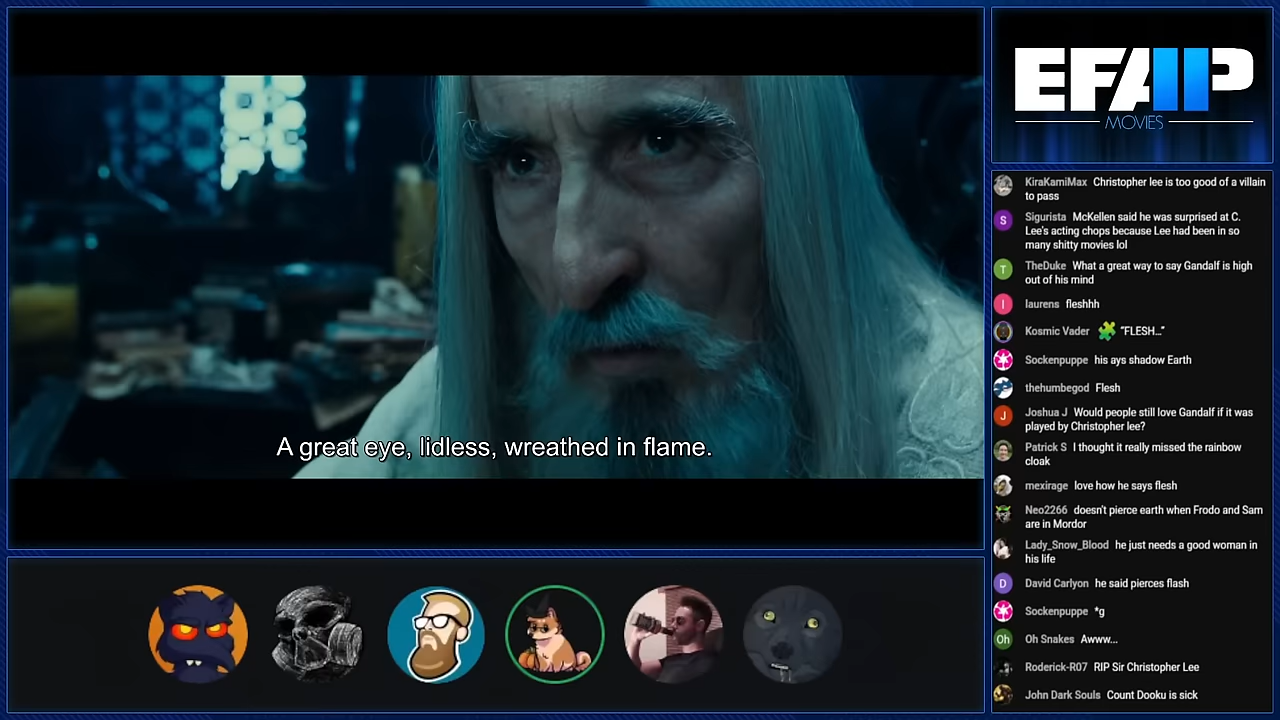 A great eye, lidless, wreathed in flame.
EFAP
MOVIES
KiraKamiMax Christopher lee is too good of a villain
to pass
S
Sigurista McKellen said he was surprised at C.
Lee's acting chops because Lee had been in so
many shitty movies lol
T
TheDuke What a great way to say Gandalf is high
out of his mind
l
laurens fleshhh
Kosmic Vader "FLESH..."
Sockenpuppe his ays shadow Earth
thehumbegod Flesh
J
Joshua J Would people still love Gandalf if it was
played by Christopher lee?
Patrick S I thought it really missed the rainbow
cloak
mexirage love how he says flesh
Neo2266 doesn't pierce earth when Frodo and Sam
are in Mordor
Lady_Snow_Blood he just needs a good woman in
his life
D
David Carlyon he said pierces flash
Sockenpuppe *g
Oh
Oh Snakes Awww...
Roderick-R07 RIP Sir Christopher Lee
John Dark Souls Count Dooku is sick